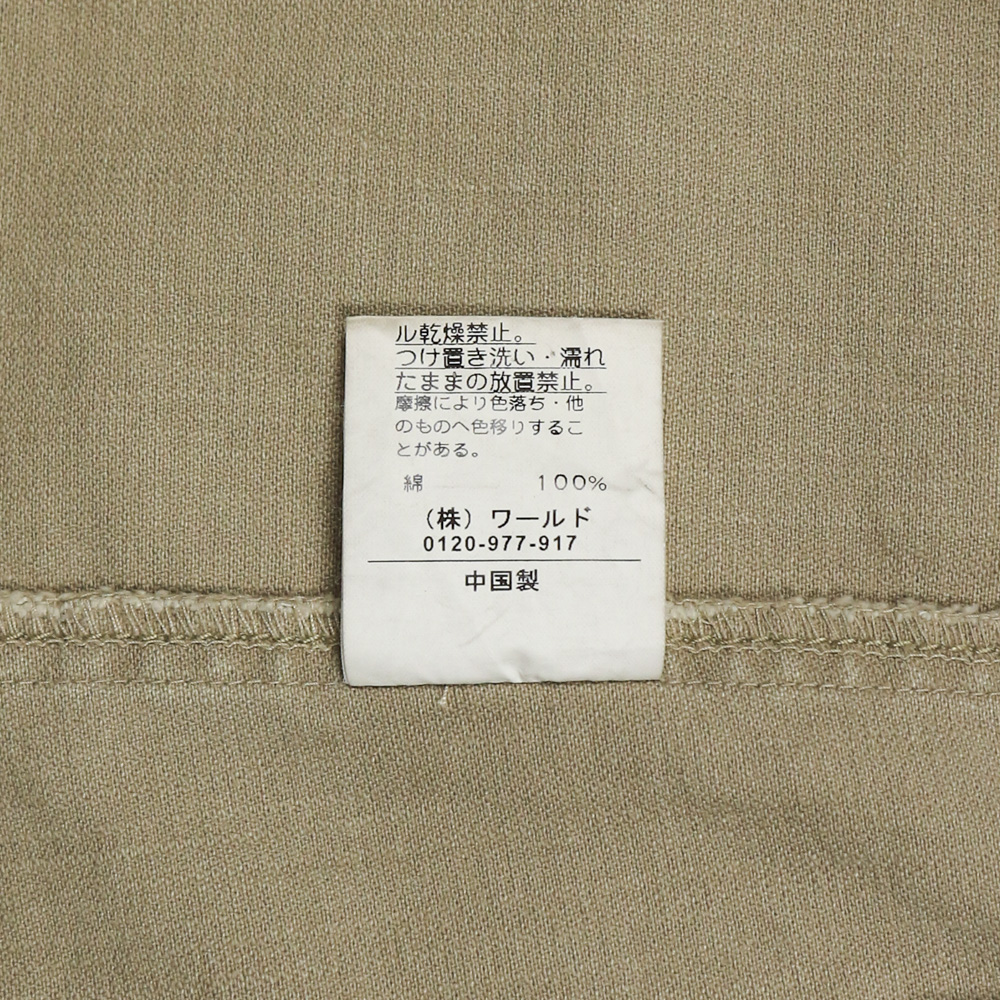 ル乾燥禁止。
つけ置き洗い・濡れ
たままの放置禁止。
摩擦により色落ち・他
のものへ色移りするこ
とがある。
綿 100%
（株）ワールド
0120-977-917
中国製